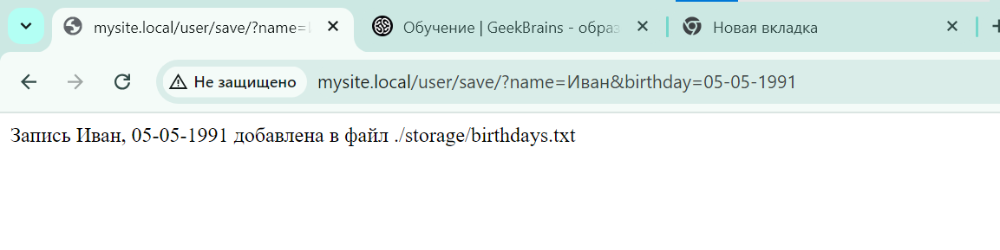 mysite.local/user/save/?name=
Обучение | GeekBrains - образ
Новая вкладка
Не защищено
mysite.local/user/save/?name=Иван&birthday=05-05-1991
Запись Иван, 05-05-1991 добавлена в файл ./storage/birthdays.txt